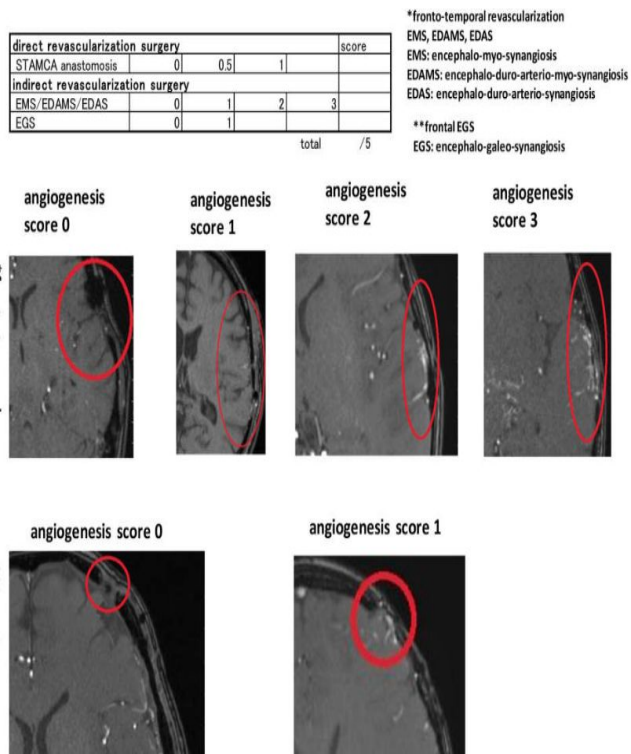 direct revascularization surgery score
STAMCA anastomosis 0 0.5 1
indirect revascularization surgery
EMS/EDAMS/EDAS 0 1 2 3
EGS 0 1
total /5
*fronto-temporal revascularization
EMS, EDAMS, EDAS
EMS: encephalo-myo-synangiosis
EDAMS: encephalo-duro-arterio-myo-synangiosis
EDAS: encephalo-duro-arterio-synangiosis
**frontal EGS
EGS: encephalo-galeo-synangiosis
angiogenesis
score 0
angiogenesis
score 1
angiogenesis
score 2
angiogenesis
score 3
angiogenesis score 0
angiogenesis score 1